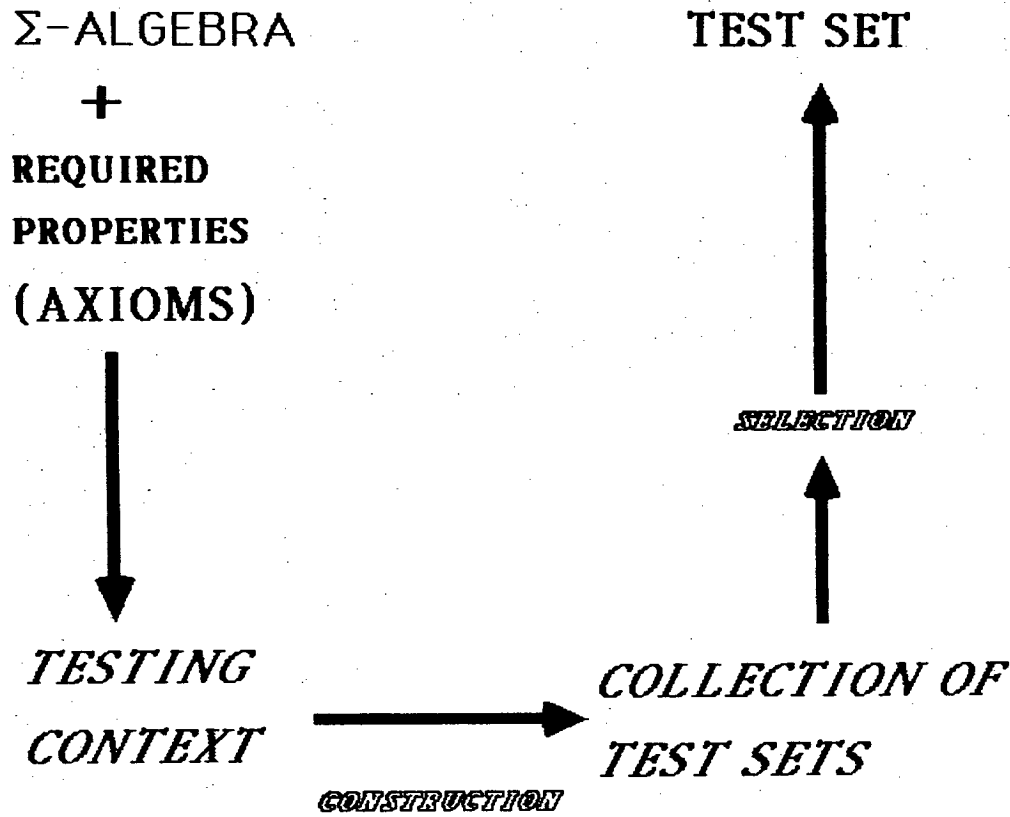 Σ-ALGEBRA
+
REQUIRED
PROPERTIES
(AXIOMS)
TESTING
CONTEXT
CONSTRUCTION
COLLECTION OF
TEST SETS
SELECTION
TEST SET